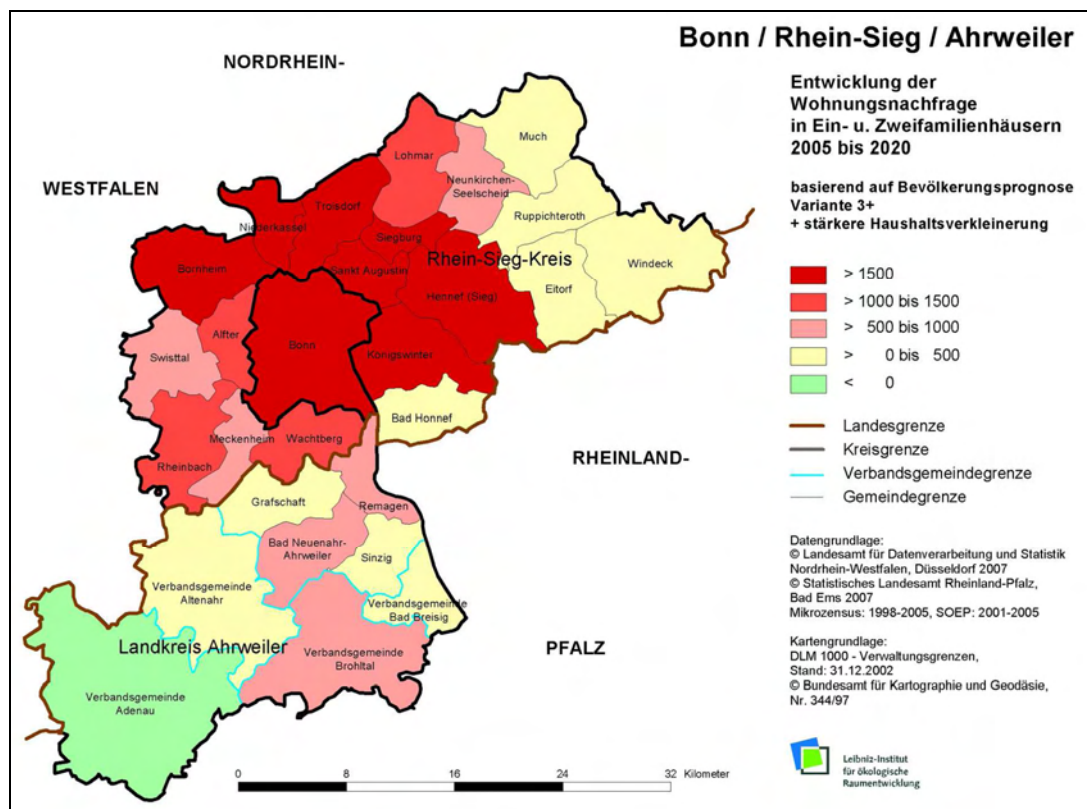 Bonn / Rhein-Sieg / Ahrweiler
Entwicklung der
Wohnungsnachfrage
in Ein- u. Zweifamilienhäusern
2005 bis 2020
basierend auf Bevölkerungsprognose
Variante 3+
+ stärkere Haushaltsverkleinerung
> 1500
> 1000 bis 1500
> 500 bis 1000
> 0 bis 500
< 0
Landesgrenze
Kreisgrenze
Verbandsgemeindegrenze
Gemeindegrenze
Datengrundlage:
© Landesamt für Datenverarbeitung und Statistik
Nordrhein-Westfalen, Düsseldorf 2007
© Statistisches Landesamt Rheinland-Pfalz,
Bad Ems 2007
Mikrozensus: 1998-2005, SOEP: 2001-2005
Kartengrundlage:
DLM 1000 - Verwaltungsgrenzen,
Stand: 31.12.2002
© Bundesamt für Kartographie und Geodäsie,
Nr. 344/97
Leibniz-Institut
für ökologische
Raumentwicklung
NORDRHEIN-
WESTFALEN
RHEINLAND-
PFALZ
Much
Lohmar
Neunkirchen-
Seelscheid
Troisdorf
Ruppichteroth
Niederkassel
Siegburg
Rhein-Sieg-Kreis
Windeck
Bornheim
Sankt Augustin
Eitorf
Hennef (Sieg)
Alfter
Bonn
Swisttal
Königswinter
Bad Honnef
Meckenheim
Wachtberg
Rheinbach
Grafschaft
Remagen
Bad Neuenahr-
Ahrweiler
Sinzig
Verbandsgemeinde
Altenahr
Verbandsgemeinde
Bad Breisig
Landkreis Ahrweiler
Verbandsgemeinde
Brohltal
Verbandsgemeinde
Adenau
0 8 16 24 32 Kilometer